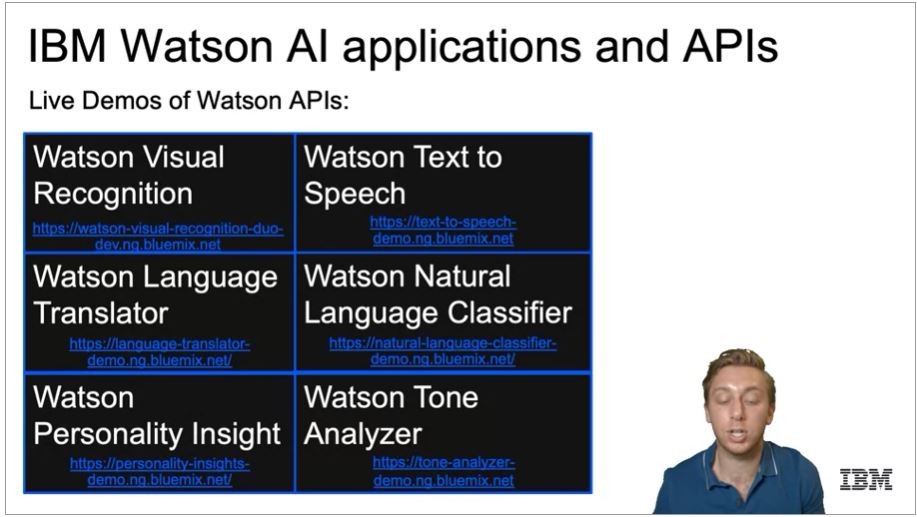 IBM Watson AI applications and APIs
Live Demos of Watson APIs:
Watson Visual
Recognition
https://watson-visual-recognition-duo-
dev.ng.bluemix.net
Watson Text to
Speech
https://text-to-speech-
demo.ng.bluemix.net
Watson Language
Translator
https://language-translator-
demo.ng.bluemix.net/
Watson Natural
Language Classifier
https://natural-language-classifier-
demo.ng.bluemix.net/
Watson
Personality Insight
https://personality-insights-
demo.ng.bluemix.net/
Watson Tone
Analyzer
https://tone-analyzer-
demo.ng.bluemix.net
IBM